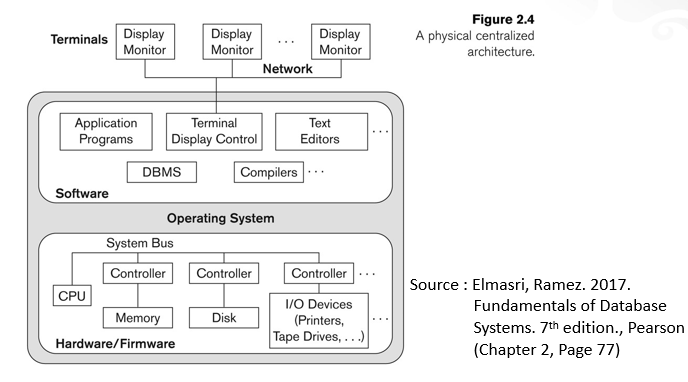 Figure 2.4
A physical centralized
architecture.
Terminals
Display
Monitor
Display
Monitor
...
Display
Monitor
Network
Application
Programs
Terminal
Display Control
Text
Editors
...
DBMS
Compilers
...
Software
Operating System
System Bus
CPU
Controller
Controller
Controller
...
Memory
Disk
I/O Devices
(Printers,
Tape Drives, . . .)
...
Hardware/Firmware
Source : Elmasri, Ramez. 2017.
Fundamentals of Database
Systems. 7th edition., Pearson
(Chapter 2, Page 77)